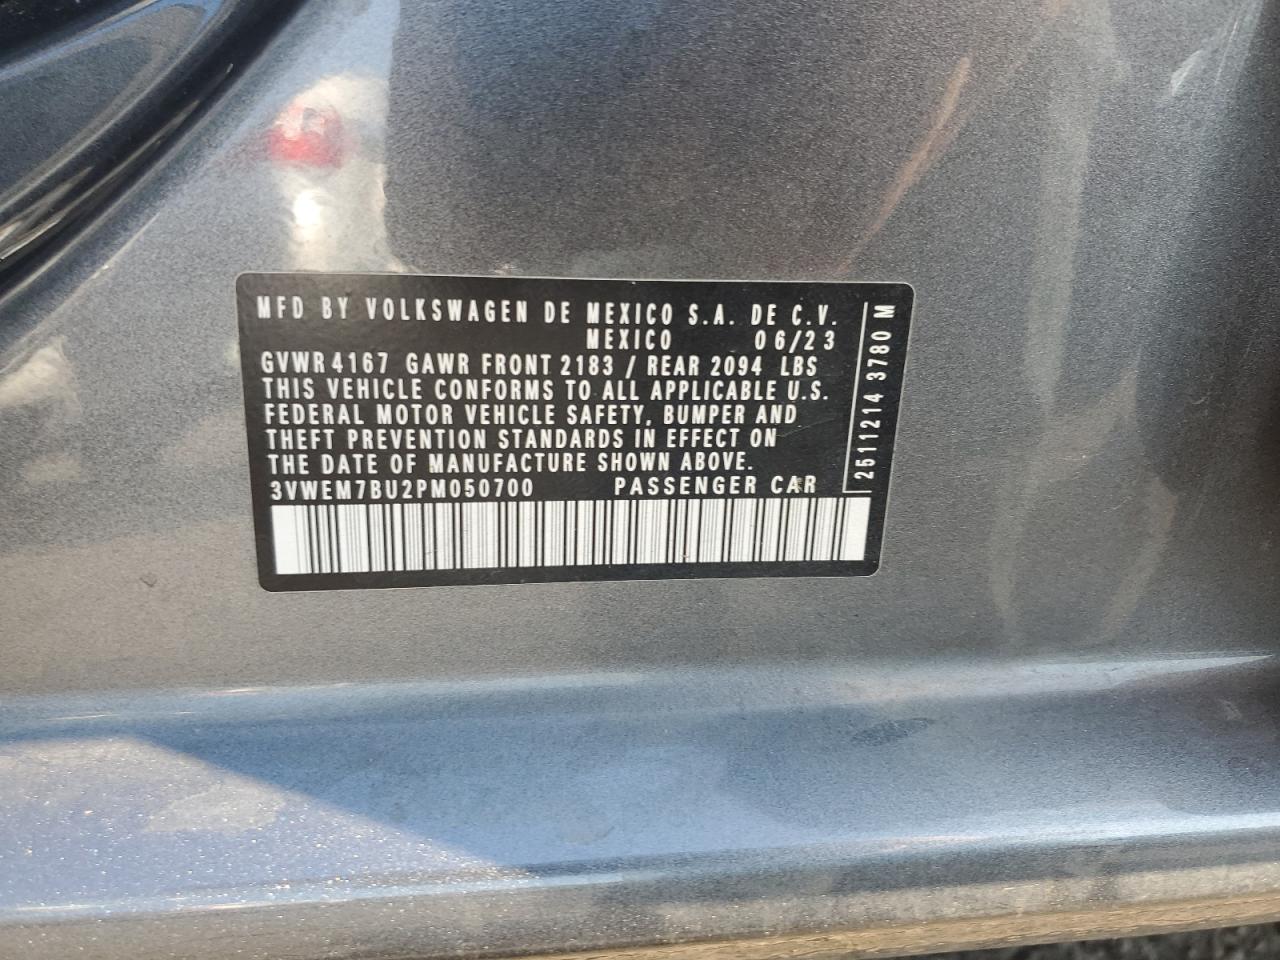 MFD BY VOLKSWAGEN DE MEXICO S.A. DE C.V.
MEXICO 06/23
GVWR 4167 GAWR FRONT 2183 / REAR 2094 LBS
THIS VEHICLE CONFORMS TO ALL APPLICABLE U.S.
FEDERAL MOTOR VEHICLE SAFETY, BUMPER AND
THEFT PREVENTION STANDARDS IN EFFECT ON
THE DATE OF MANUFACTURE SHOWN ABOVE.
3VWEM7BU2PM050700 PASSENGER CAR
2511214 3780 M